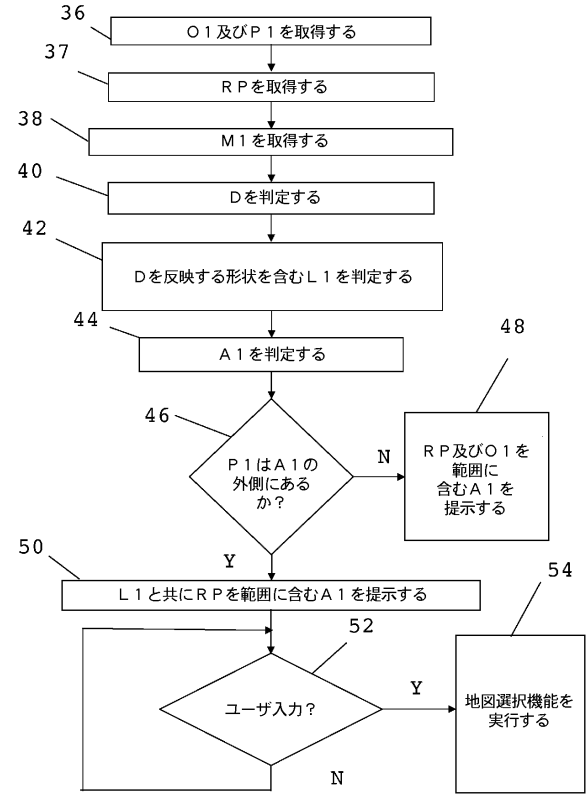 36
O1及びP1を取得する
37
RPを取得する
38
M1を取得する
40
Dを判定する
42
Dを反映する形状を含むL1を判定する
44
A1を判定する
48
46
P1はA1の
外側にある
か？
N
RP及びO1を
範囲に
含むA1を
提示する
Y
50
L1と共にRPを範囲に含むA1を提示する
54
52
ユーザ入力？
Y
地図選択機能を
実行する
N